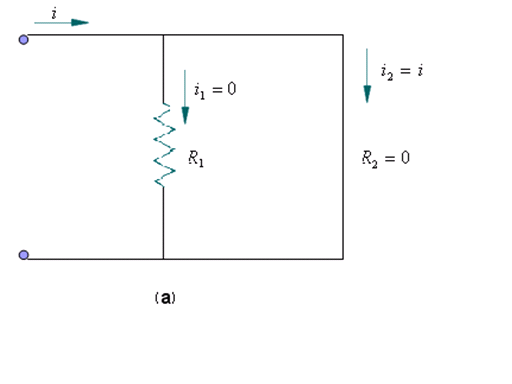 i
i₂ = i
i₁ = 0
R₁
R₂ = 0
(a)